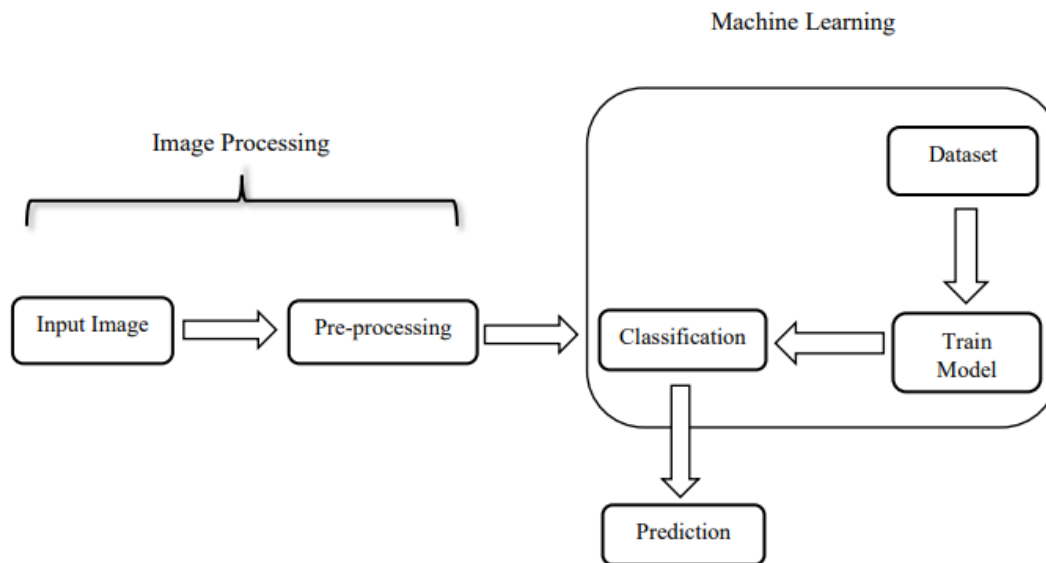 Machine Learning
Image Processing
Dataset
Input Image
Pre-processing
Classification
Train
Model
Prediction